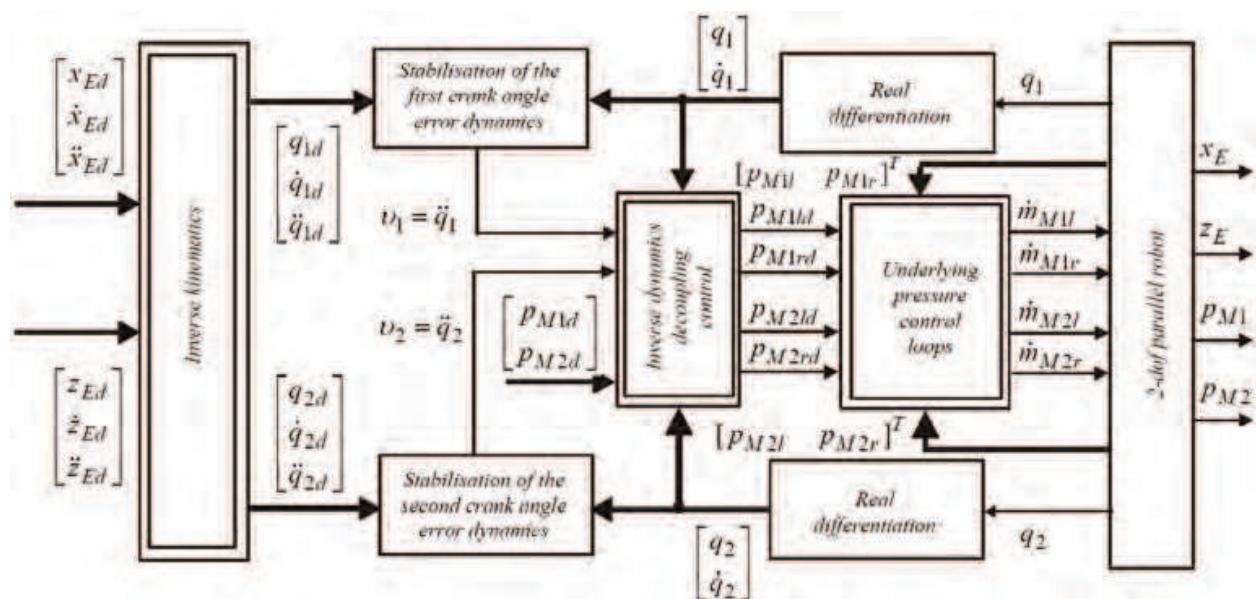 x_Ed
ẋ_Ed
ẍ_Ed
z_Ed
ż_Ed
z̈_Ed
Inverse kinematics
q_1d
q̇_1d
q̈_1d
q_2d
q̇_2d
q̈_2d
Stabilisation of the
first crank angle
error dynamics
υ_1 = q̈_1
υ_2 = q̈_2
p_M1d
p_M2d
Stabilisation of the
second crank angle
error dynamics
q_1
q̇_1
Inverse dynamics
decoupling
control
q_2
q̇_2
Real
differentiation
q_1
[p_M1l p_M1r]^T
p_M1ld
p_M1rd
p_M2ld
p_M2rd
Underlying
pressure
control
loops
ṁ_M1l
ṁ_M1r
ṁ_M2l
ṁ_M2r
[p_M2l p_M2r]^T
Real
differentiation
q_2
2-dof parallel robot
x_E
z_E
p_M1
p_M2